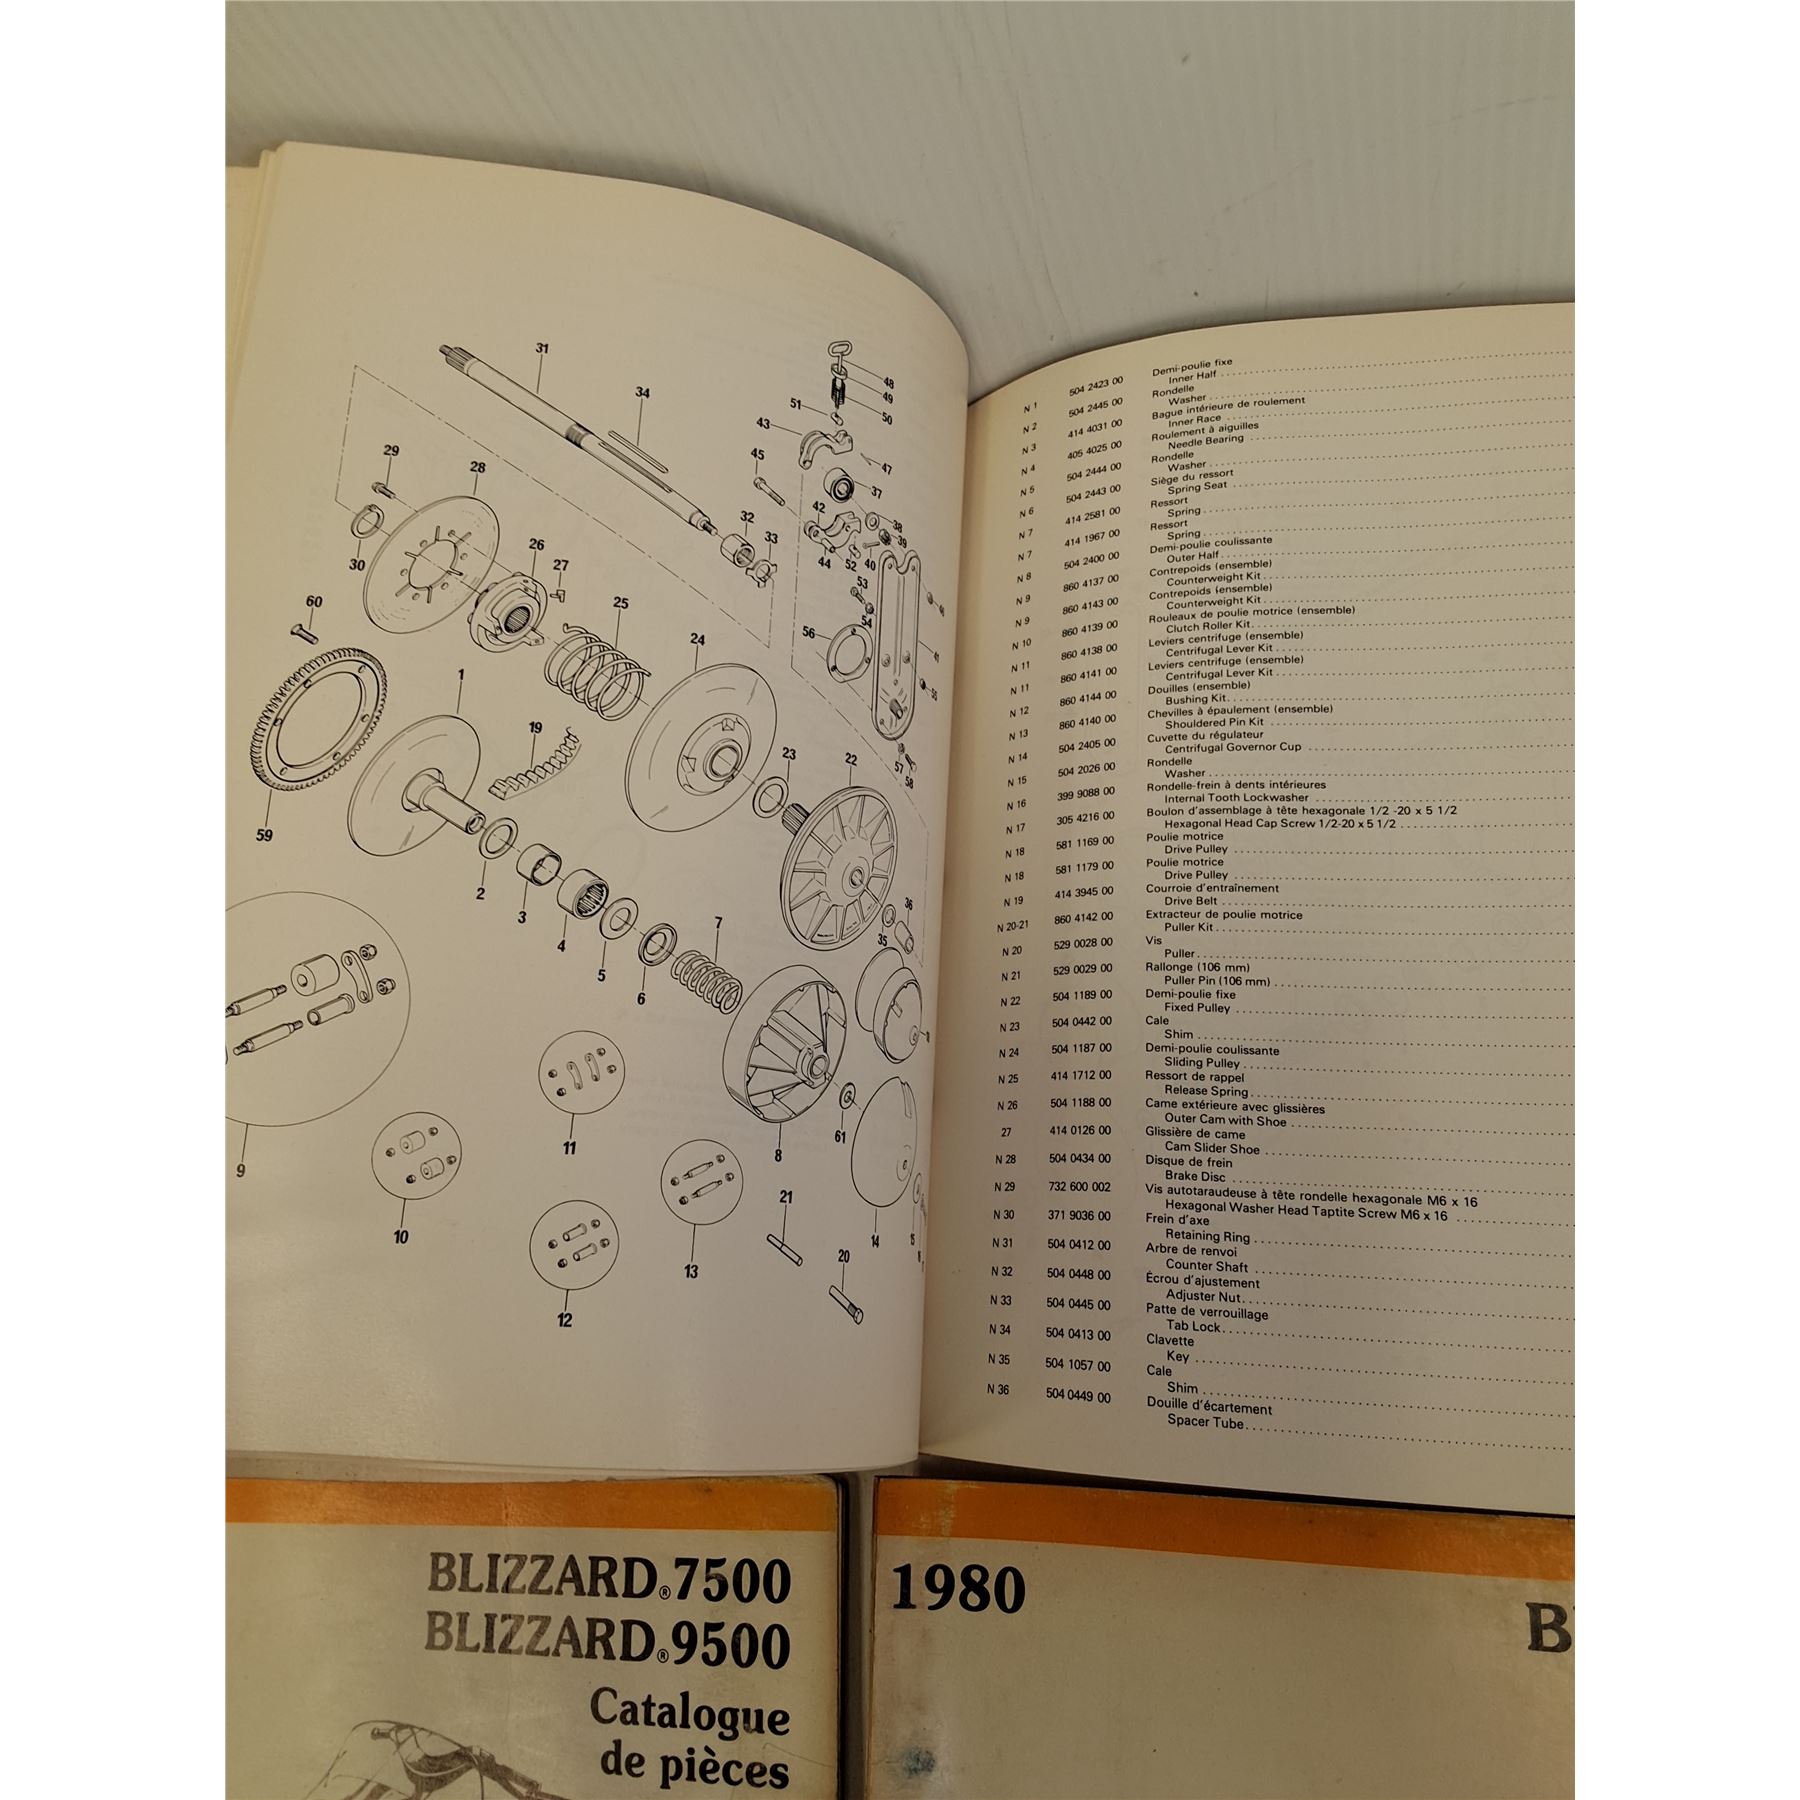 31
34
48
49
50
51
43
47
45
37
29
28
42
38
39
32
33
30
26
27
44
52
40
53
54
25
60
56
24
41
55
1
19
23
22
57
58
59
2
3
36
35
4
7
5
6
9
11
61
8
21
10
13
14
15
20
12
N 1 504 2423 00 Demi-poulie fixe
Inner Half
N 2 504 2445 00 Rondelle
Washer
N 3 414 4031 00 Bague intérieure de roulement
Inner Race
N 4 405 4025 00 Roulement à aiguilles
Needle Bearing
N 5 504 2444 00 Rondelle
Washer
N 6 504 2443 00 Siège du ressort
Spring Seat
N 7 414 2581 00 Ressort
Spring
N 7 414 1967 00 Ressort
Spring
N 8 504 2400 00 Demi-poulie coulissante
Outer Half
N 9 860 4137 00 Contrepoids (ensemble)
Counterweight Kit
N 9 860 4143 00 Contrepoids (ensemble)
Counterweight Kit
N 10 860 4139 00 Rouleaux de poulie motrice (ensemble)
Clutch Roller Kit
N 11 860 4138 00 Leviers centrifuge (ensemble)
Centrifugal Lever Kit
N 11 860 4141 00 Leviers centrifuge (ensemble)
Centrifugal Lever Kit
N 12 860 4144 00 Douilles (ensemble)
Bushing Kit
N 13 860 4140 00 Chevilles à épaulement (ensemble)
Shouldered Pin Kit
N 14 504 2405 00 Cuvette du régulateur
Centrifugal Governor Cup
N 15 504 2026 00 Rondelle
Washer
N 16 399 9088 00 Rondelle-frein à dents intérieures
Internal Tooth Lockwasher
N 17 305 4216 00 Boulon d'assemblage à tête hexagonale 1/2 -20 x 5 1/2
Hexagonal Head Cap Screw 1/2-20 x 5 1/2
N 18 581 1169 00 Poulie motrice
Drive Pulley
N 18 581 1179 00 Poulie motrice
Drive Pulley
N 19 414 3945 00 Courroie d'entraînement
Drive Belt
N 20-21 860 4142 00 Extracteur de poulie motrice
Puller Kit
N 20 529 0028 00 Vis
Puller
N 21 529 0029 00 Rallonge (106 mm)
Puller Pin (106 mm)
N 22 504 1189 00 Demi-poulie fixe
Fixed Pulley
N 23 504 0442 00 Cale
Shim
N 24 504 1187 00 Demi-poulie coulissante
Sliding Pulley
N 25 414 1712 00 Ressort de rappel
Release Spring
N 26 504 1188 00 Came extérieure avec glissières
Outer Cam with Shoe
27 414 0126 00 Glissière de came
Cam Slider Shoe
N 28 504 0434 00 Disque de frein
Brake Disc
N 29 732 600 002 Vis autotaraudeuse à tête rondelle hexagonale M6 x 16
Hexagonal Washer Head Taptite Screw M6 x 16
N 30 371 9036 00 Frein d'axe
Retaining Ring
N 31 504 0412 00 Arbre de renvoi
Counter Shaft
N 32 504 0448 00 Écrou d'ajustement
Adjuster Nut
N 33 504 0445 00 Patte de verrouillage
Tab Lock
N 34 504 0413 00 Clavette
Key
N 35 504 1057 00 Cale
Shim
N 36 504 0449 00 Douille d'écartement
Spacer Tube
BLIZZARD®7500
BLIZZARD®9500
Catalogue
de pièces
1980